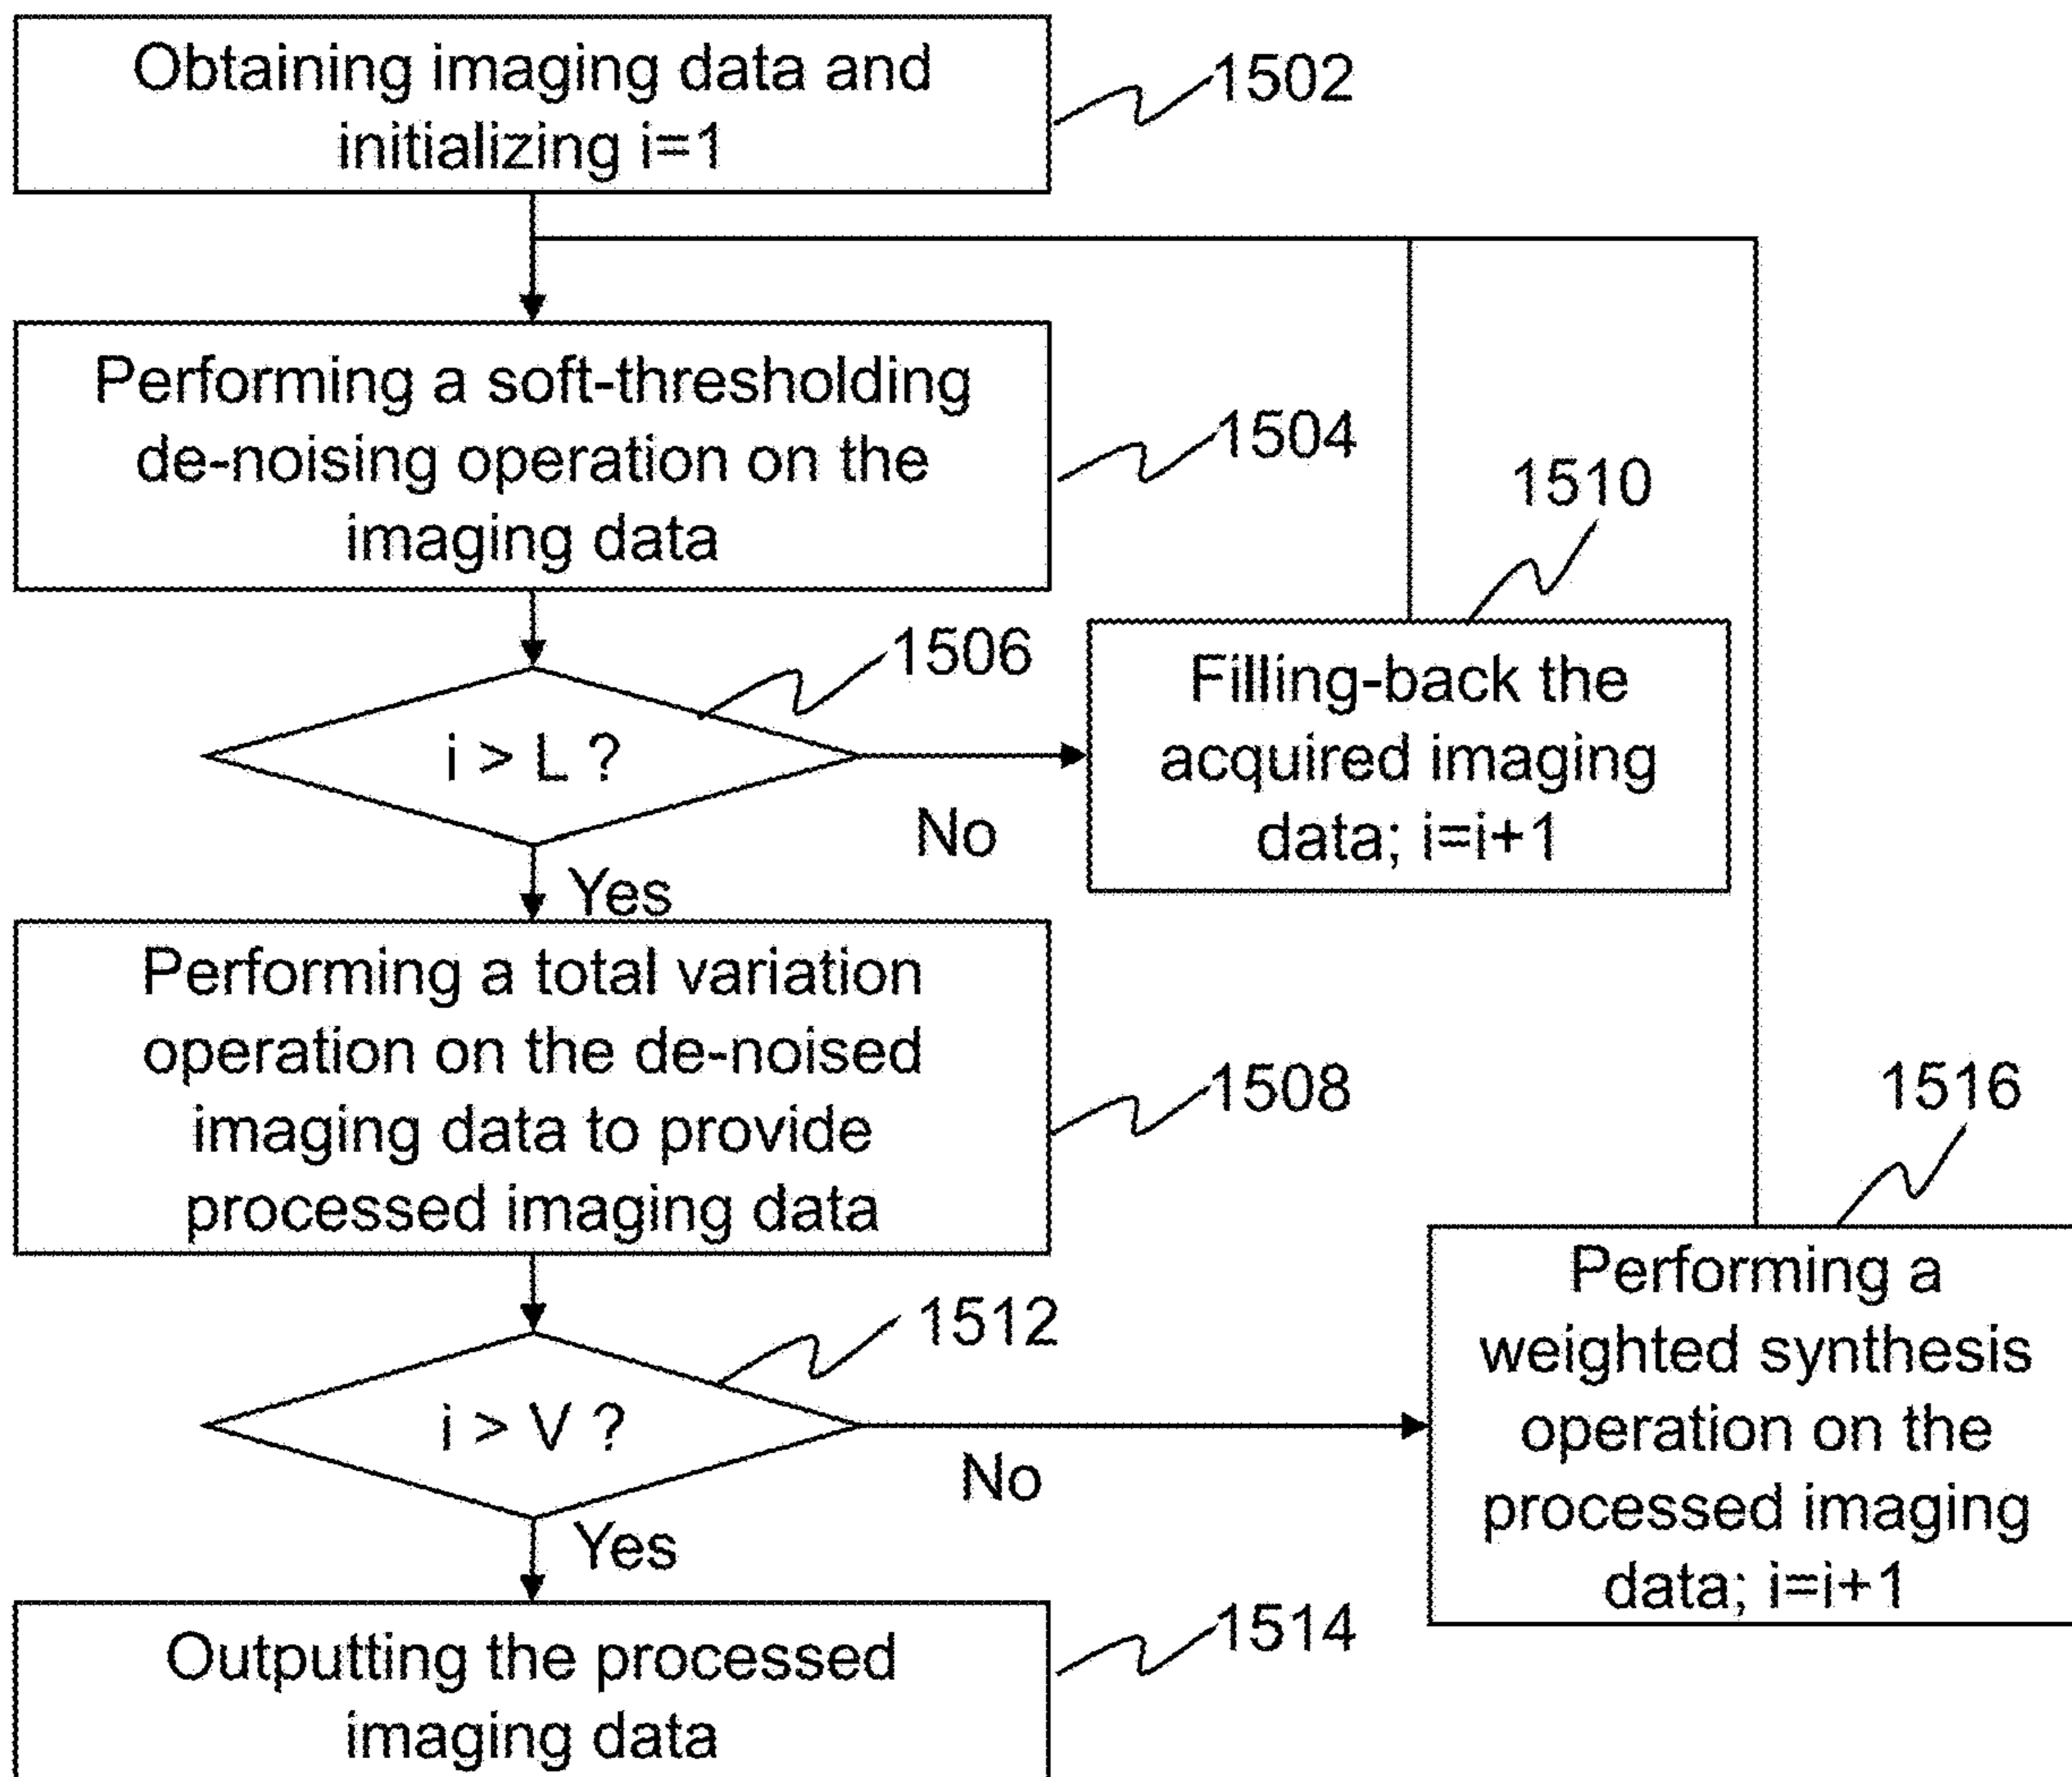 Obtaining imaging data and
initializing i=1
1502
Performing a soft-thresholding
de-noising operation on the
imaging data
1504
1506
i > L ?
No
Yes
1510
Filling-back the
acquired imaging
data; i=i+1
Performing a total variation
operation on the de-noised
imaging data to provide
processed imaging data
1508
1512
i > V ?
No
Yes
1516
Performing a
weighted synthesis
operation on the
processed imaging
data; i=i+1
Outputting the processed
imaging data
1514